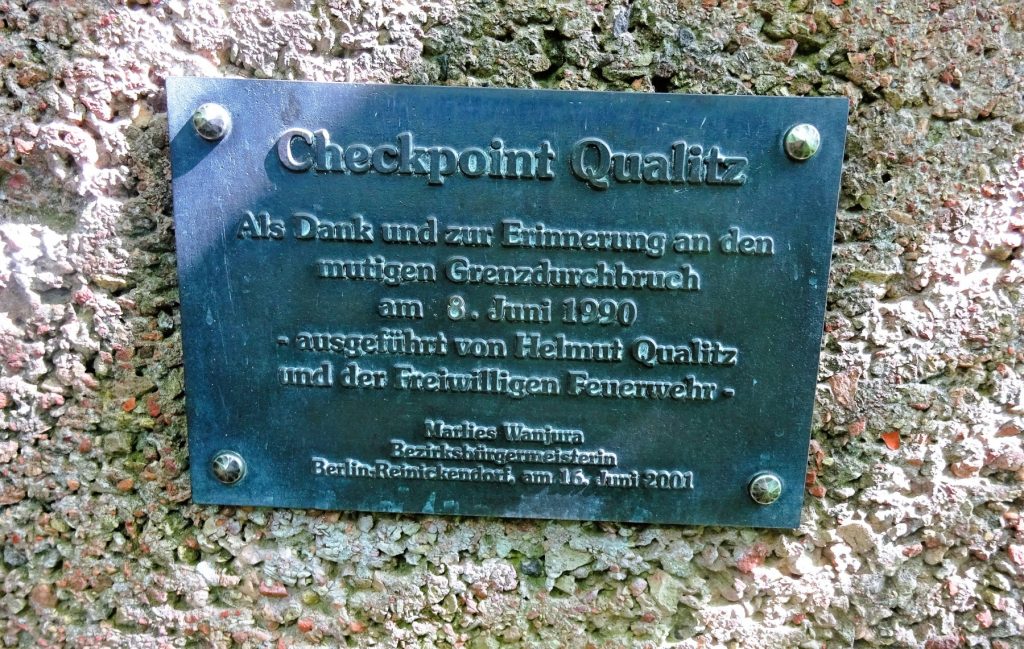 Checkpoint Qualitz
Als Dank und zur Erinnerung an den
mutigen Grenzdurchbruch
am 8. Juni 1990
- ausgeführt von Helmut Qualitz
und der Freiwilligen Feuerwehr -
Marlies Wanjura
Bezirksbürgermeisterin
Berlin-Reinickendorf, am 16. Juni 2001